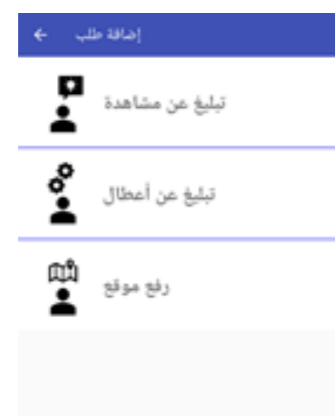 إضافة طلب
تبليغ عن مشاهدة
تبليغ عن أعطال
رفع موقع